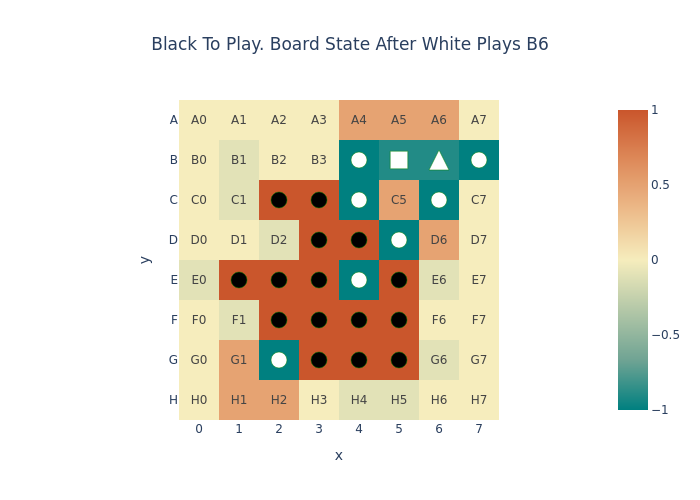 Black To Play. Board State After White Plays B6
A A0 A1 A2 A3 A4 A5 A6 A7
B B0 B1 B2 B3
C C0 C1 C5 C7
D D0 D1 D2 D6 D7
E E0 E6 E7
F F0 F1 F6 F7
G G0 G1 G6 G7
H H0 H1 H2 H3 H4 H5 H6 H7
0 1 2 3 4 5 6 7
x
y
1
0.5
0
−0.5
−1